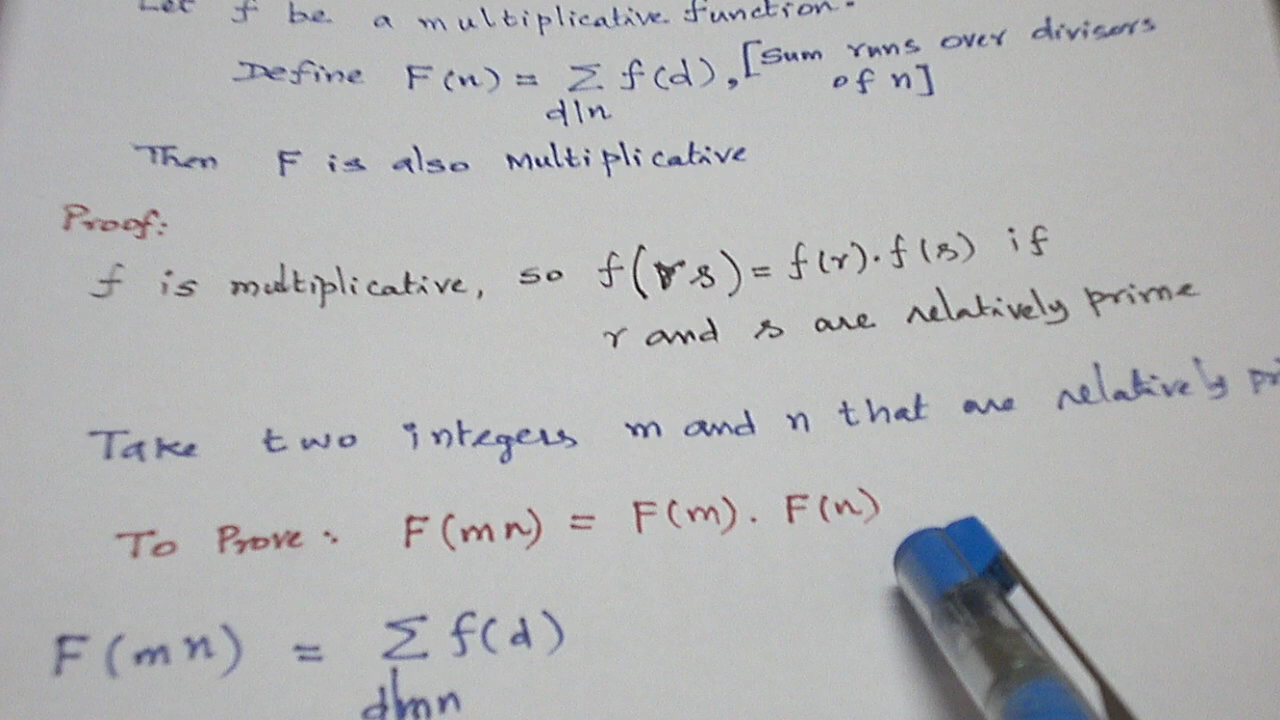 Let f be a multiplicative function.
Define F(n) = Σ f(d), [Sum runs over divisors
d|n of n]
Then F is also Multiplicative
Proof:
f is multiplicative, so f(rs) = f(r).f(s) if
r and s are relatively prime
Take two integers m and n that are relatively
To Prove: F(mn) = F(m). F(n)
F(mn) = Σ f(d)
d|mn